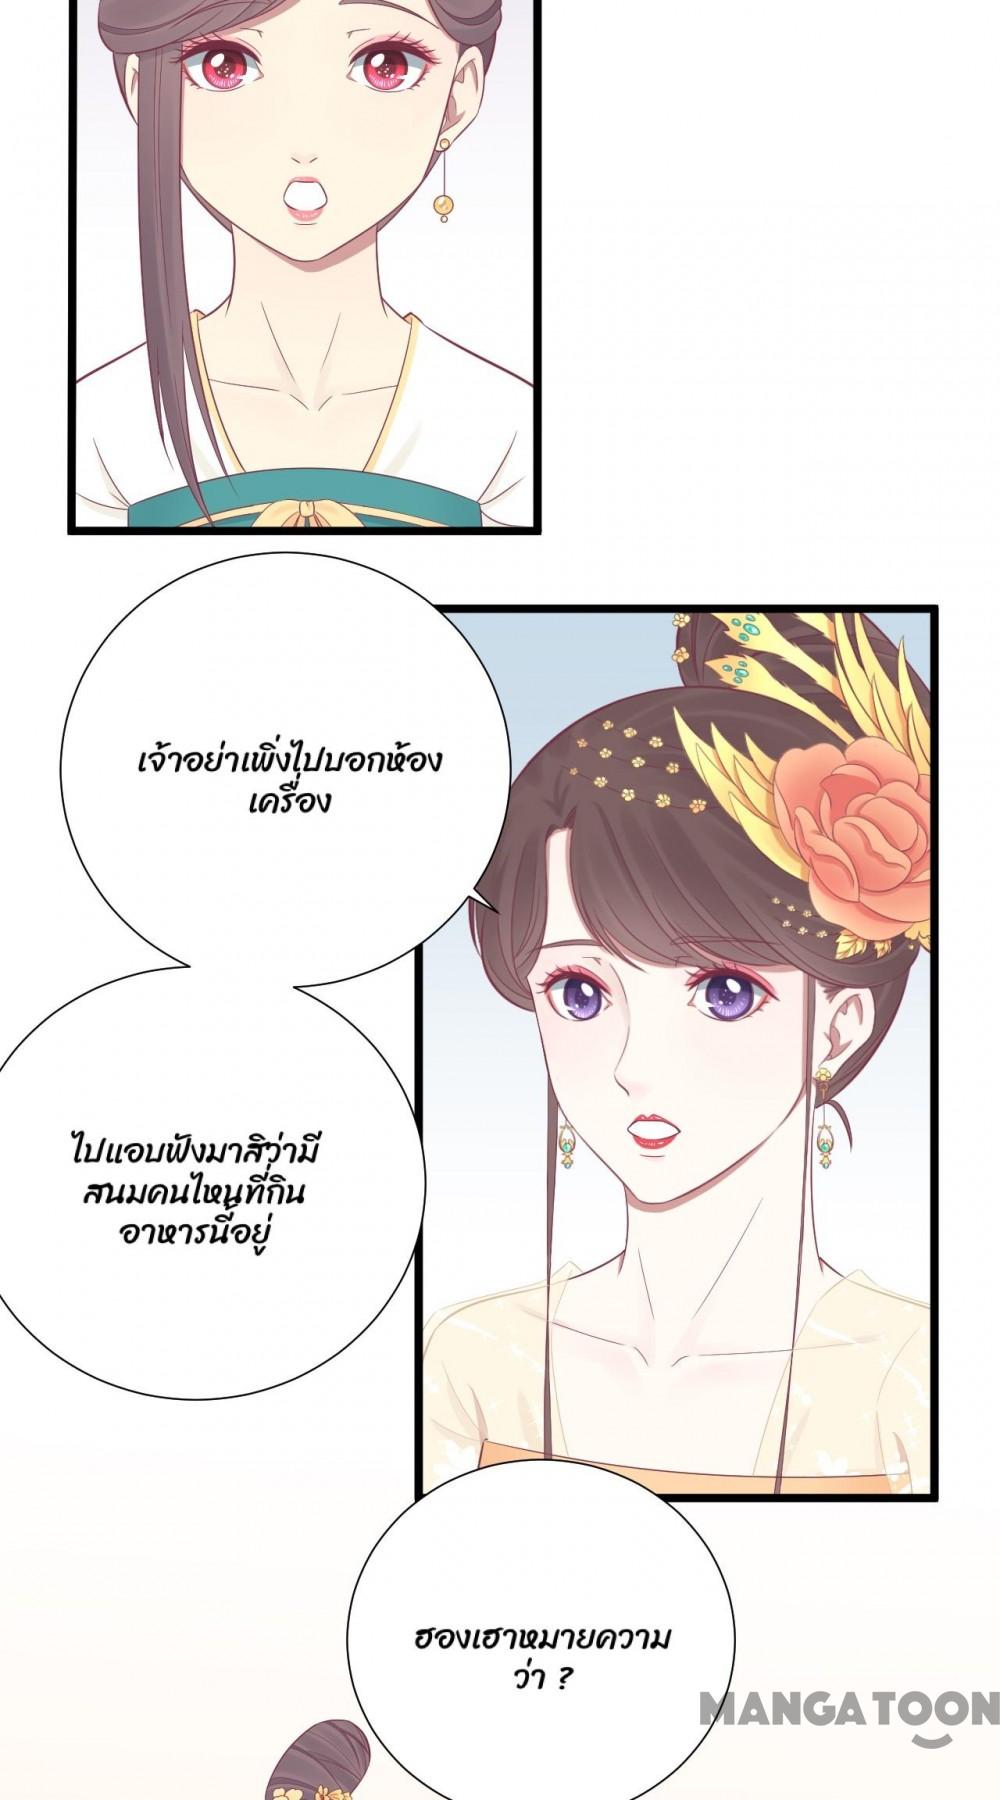 เจ้าอย่าเพิ่งไปบอกห้อง
เครื่อง
ไปแอบฟังมาสิว่ามี
สนมคนไหนที่กิน
อาหารนี้อยู่
ฮองเฮาหมายความ
ว่า ?
MANGATOON